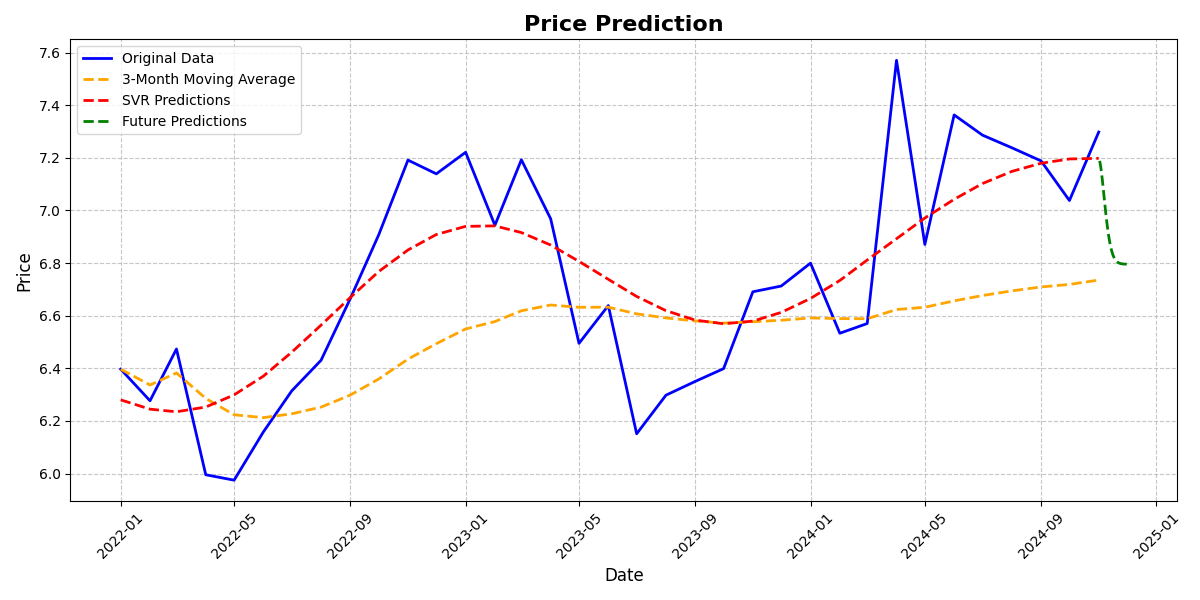 Price Prediction
Original Data
3-Month Moving Average
SVR Predictions
Future Predictions
Price
7.6
7.4
7.2
7.0
6.8
6.6
6.4
6.2
6.0
2022-01
2022-05
2022-09
2023-01
2023-05
2023-09
2024-01
2024-05
2024-09
2025-01
Date